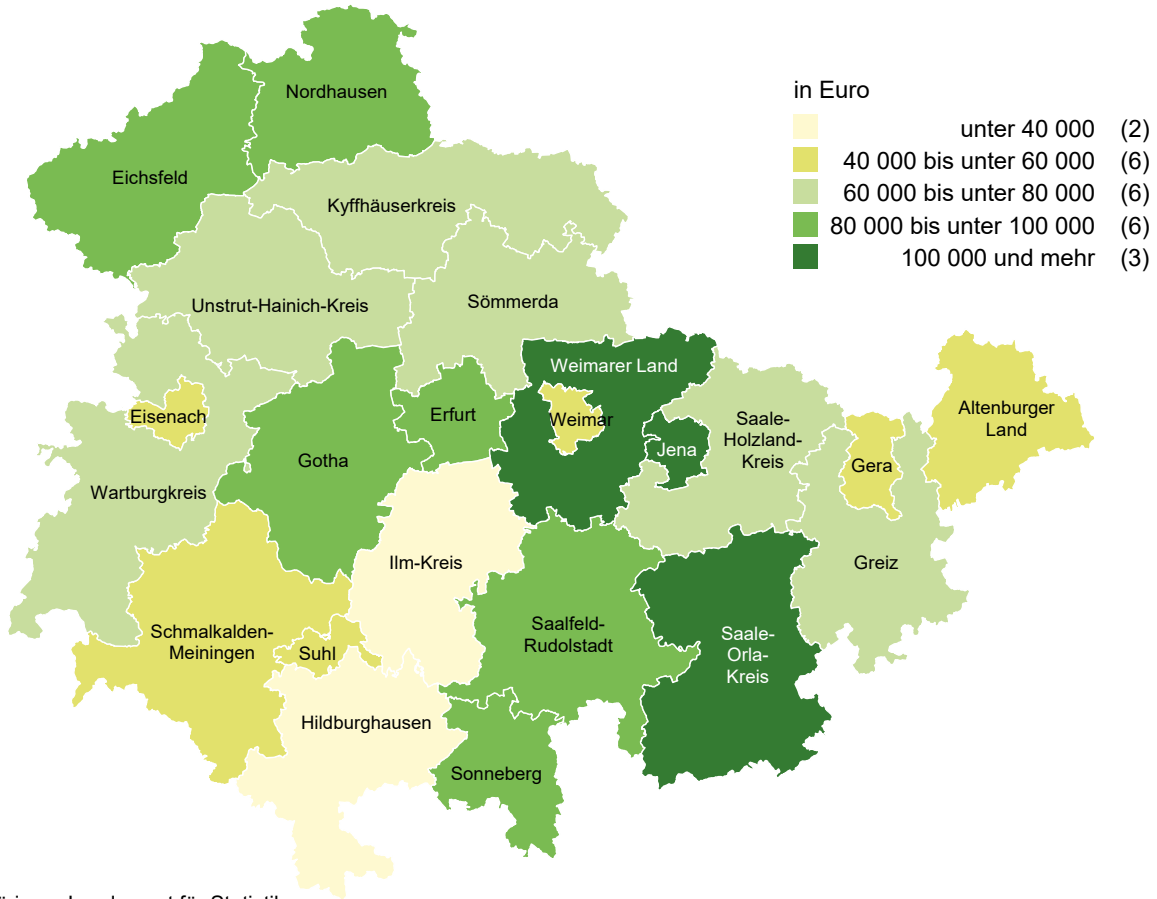 in Euro
unter 40 000 (2)
40 000 bis unter 60 000 (6)
60 000 bis unter 80 000 (6)
80 000 bis unter 100 000 (6)
100 000 und mehr (3)
Nordhausen
Eichsfeld
Kyffhäuserkreis
Unstrut-Hainich-Kreis
Sömmerda
Weimarer Land
Eisenach
Erfurt
Weimar
Saale-
Holzland-
Kreis
Altenburger
Land
Jena
Gera
Gotha
Wartburgkreis
Ilm-Kreis
Greiz
Schmalkalden-
Meiningen
Suhl
Saalfeld-
Rudolstadt
Saale-
Orla-
Kreis
Hildburghausen
Sonneberg